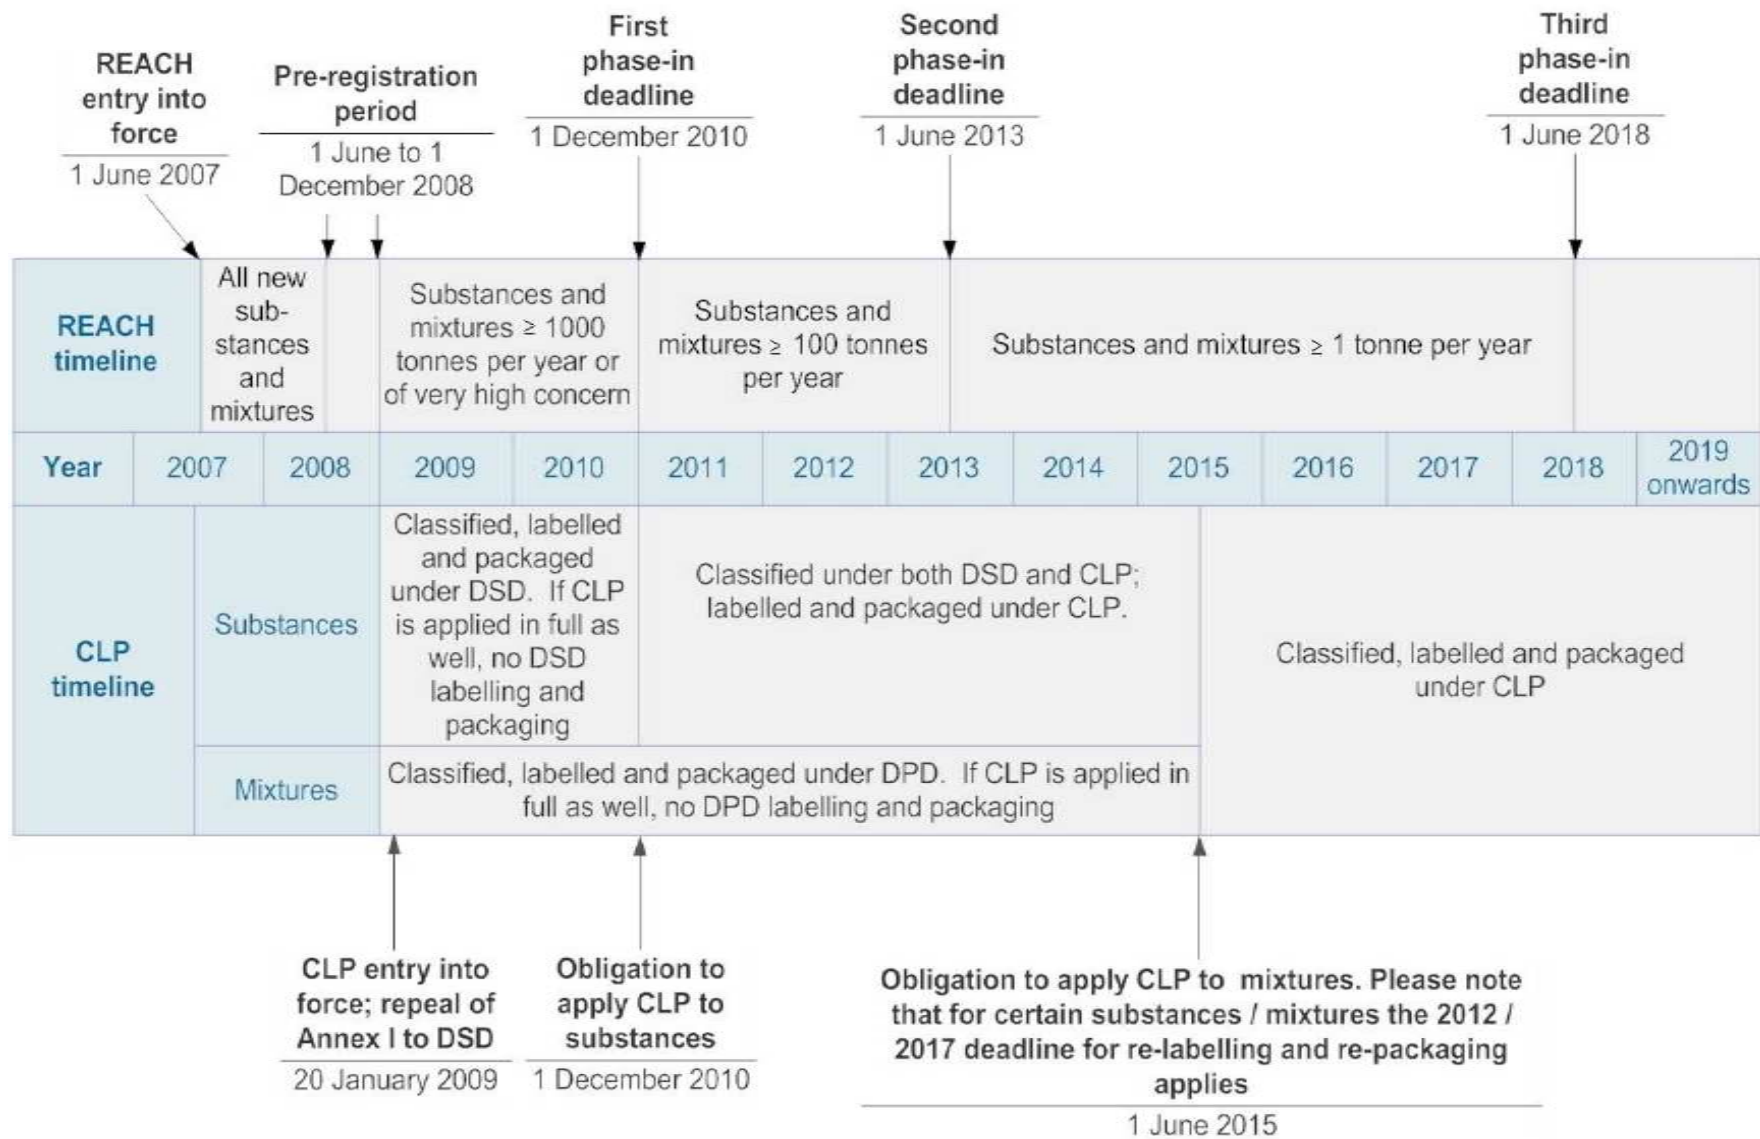 REACH
entry into
force
1 June 2007
Pre-registration
period
1 June to 1
December 2008
First
phase-in
deadline
1 December 2010
Second
phase-in
deadline
1 June 2013
Third
phase-in
deadline
1 June 2018
REACH
timeline
All new
sub-
stances
and
mixtures
Substances and
mixtures ≥ 1000
tonnes per year or
of very high concern
Substances and
mixtures ≥ 100 tonnes
per year
Substances and mixtures ≥ 1 tonne per year
Year
2007
2008
2009
2010
2011
2012
2013
2014
2015
2016
2017
2018
2019
onwards
CLP
timeline
Substances
Classified, labelled
and packaged
under DSD. If CLP
is applied in full as
well, no DSD
labelling and
packaging
Classified under both DSD and CLP;
labelled and packaged under CLP.
Classified, labelled and packaged
under CLP
Mixtures
Classified, labelled and packaged under DPD. If CLP is applied in
full as well, no DPD labelling and packaging
CLP entry into
force; repeal of
Annex I to DSD
20 January 2009
Obligation to
apply CLP to
substances
1 December 2010
Obligation to apply CLP to mixtures. Please note
that for certain substances / mixtures the 2012 /
2017 deadline for re-labelling and re-packaging
applies
1 June 2015